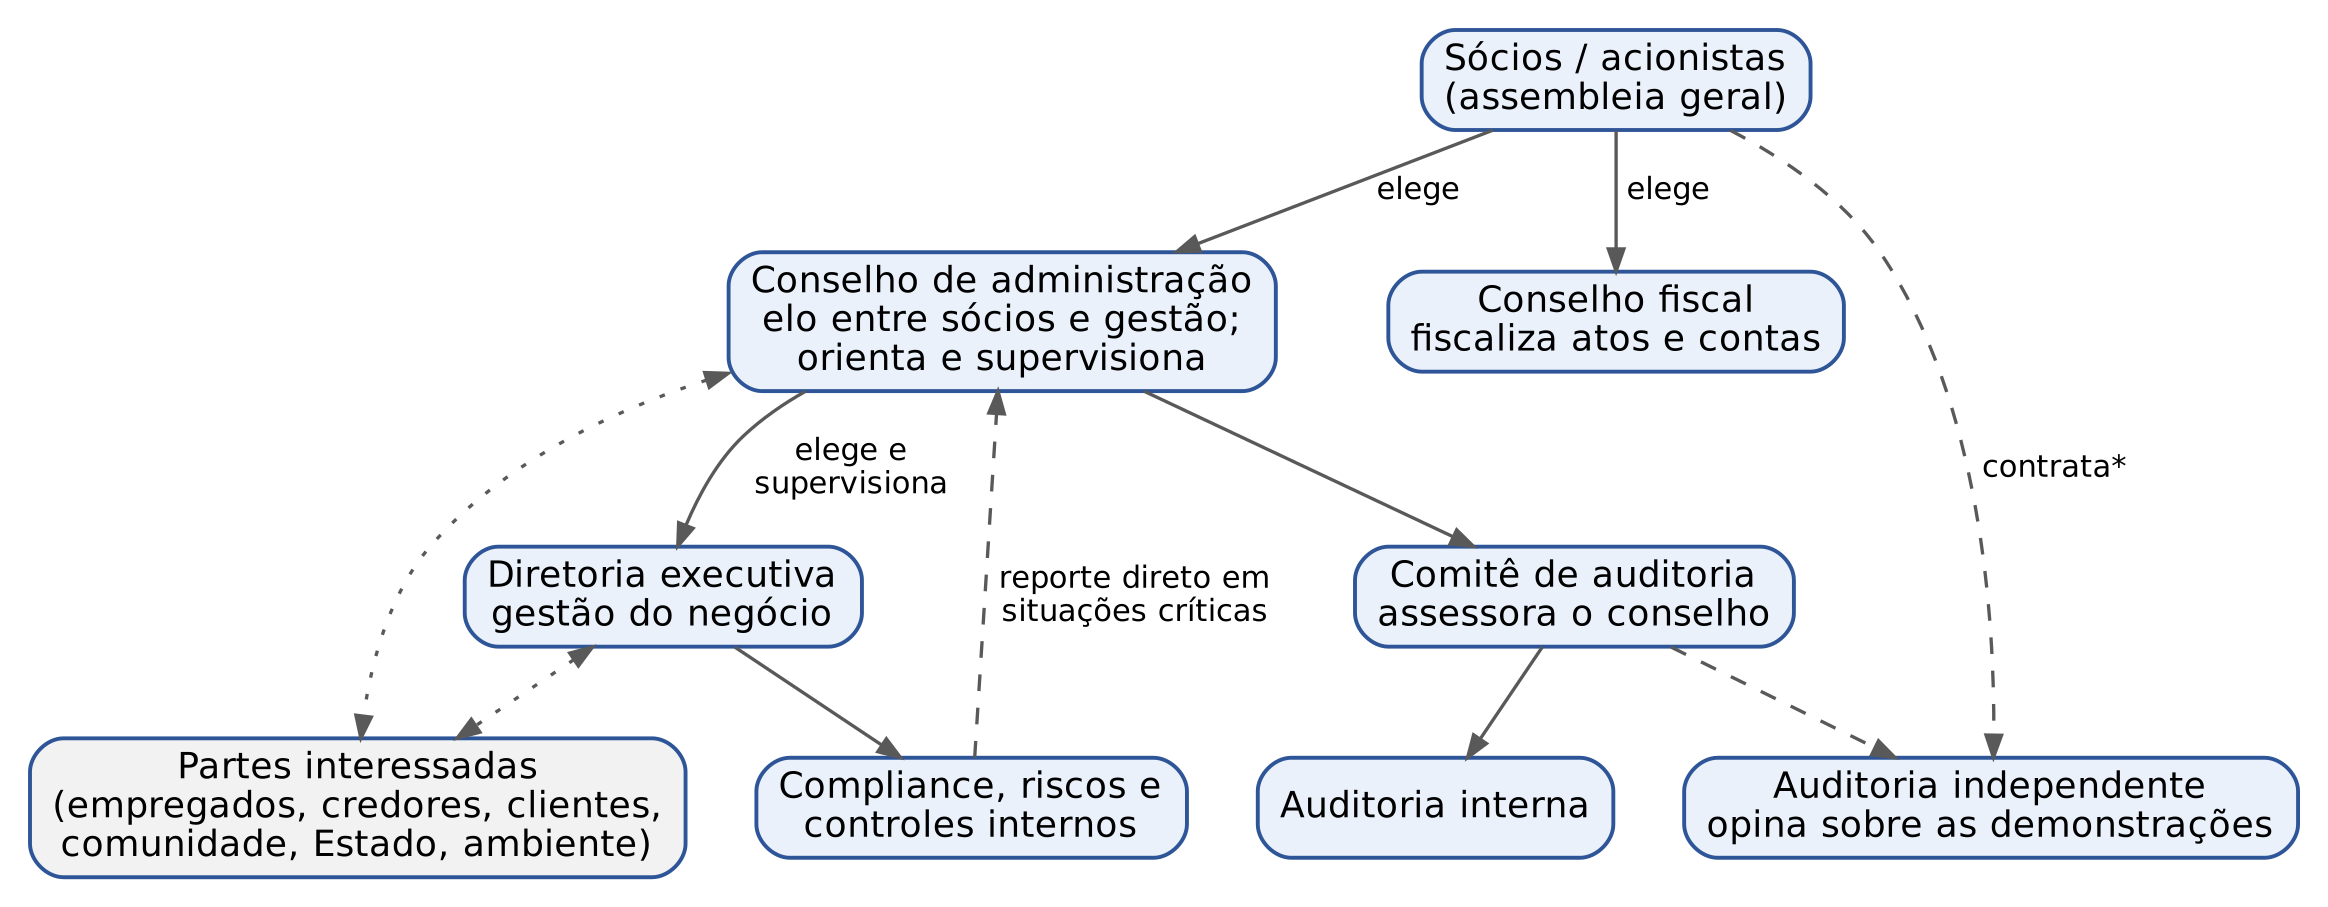 Sócios / acionistas
(assembleia geral)
elege
elege
Conselho de administração
elo entre sócios e gestão;
orienta e supervisiona
Conselho fiscal
fiscaliza atos e contas
elege e
supervisiona
contrata*
reporte direto em
situações críticas
Diretoria executiva
gestão do negócio
Comitê de auditoria
assessora o conselho
Partes interessadas
(empregados, credores, clientes,
comunidade, Estado, ambiente)
Compliance, riscos e
controles internos
Auditoria interna
Auditoria independente
opina sobre as demonstrações